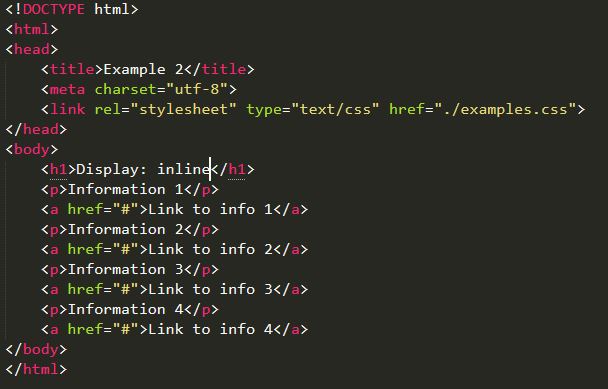 <!DOCTYPE html>
<html>
<head>
    <title>Example 2</title>
    <meta charset="utf-8">
    <link rel="stylesheet" type="text/css" href="./examples.css">
</head>
<body>
    <h1>Display: inline</h1>
    <p>Information 1</p>
    <a href="#">Link to info 1</a>
    <p>Information 2</p>
    <a href="#">Link to info 2</a>
    <p>Information 3</p>
    <a href="#">Link to info 3</a>
    <p>Information 4</p>
    <a href="#">Link to info 4</a>
</body>
</html>